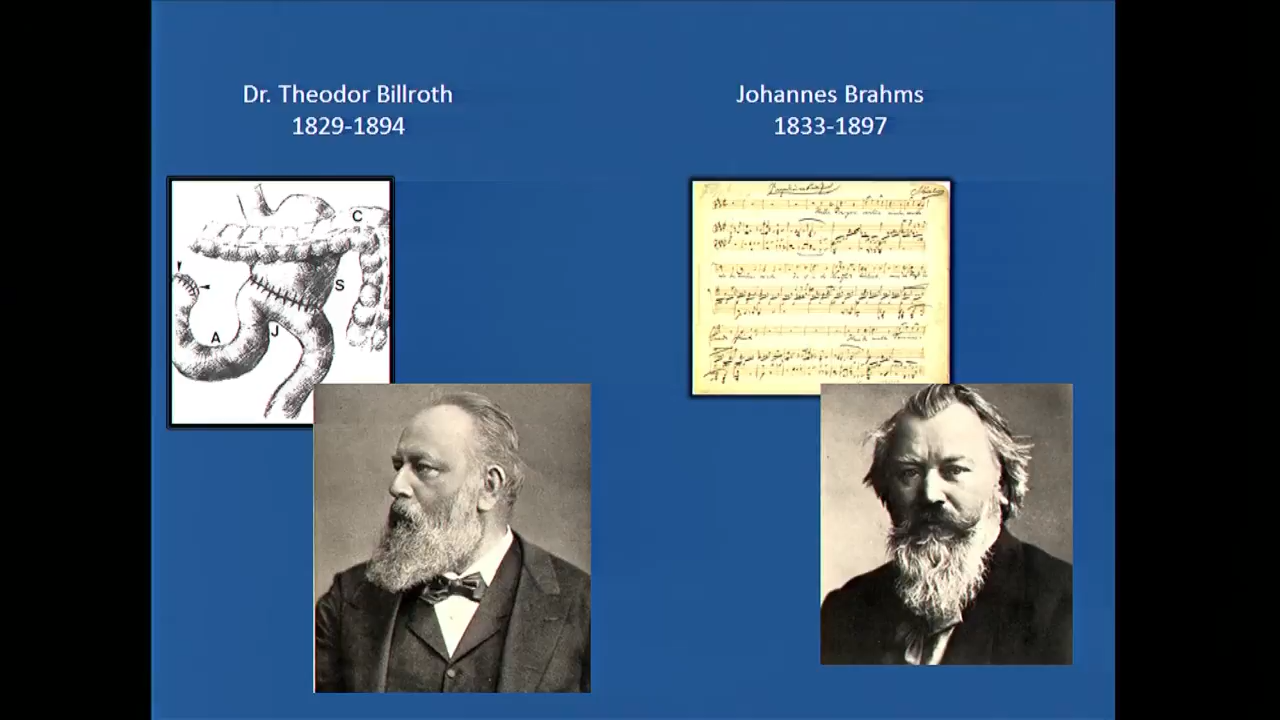 Dr. Theodor Billroth
1829-1894
Johannes Brahms
1833-1897
C
S
J
A